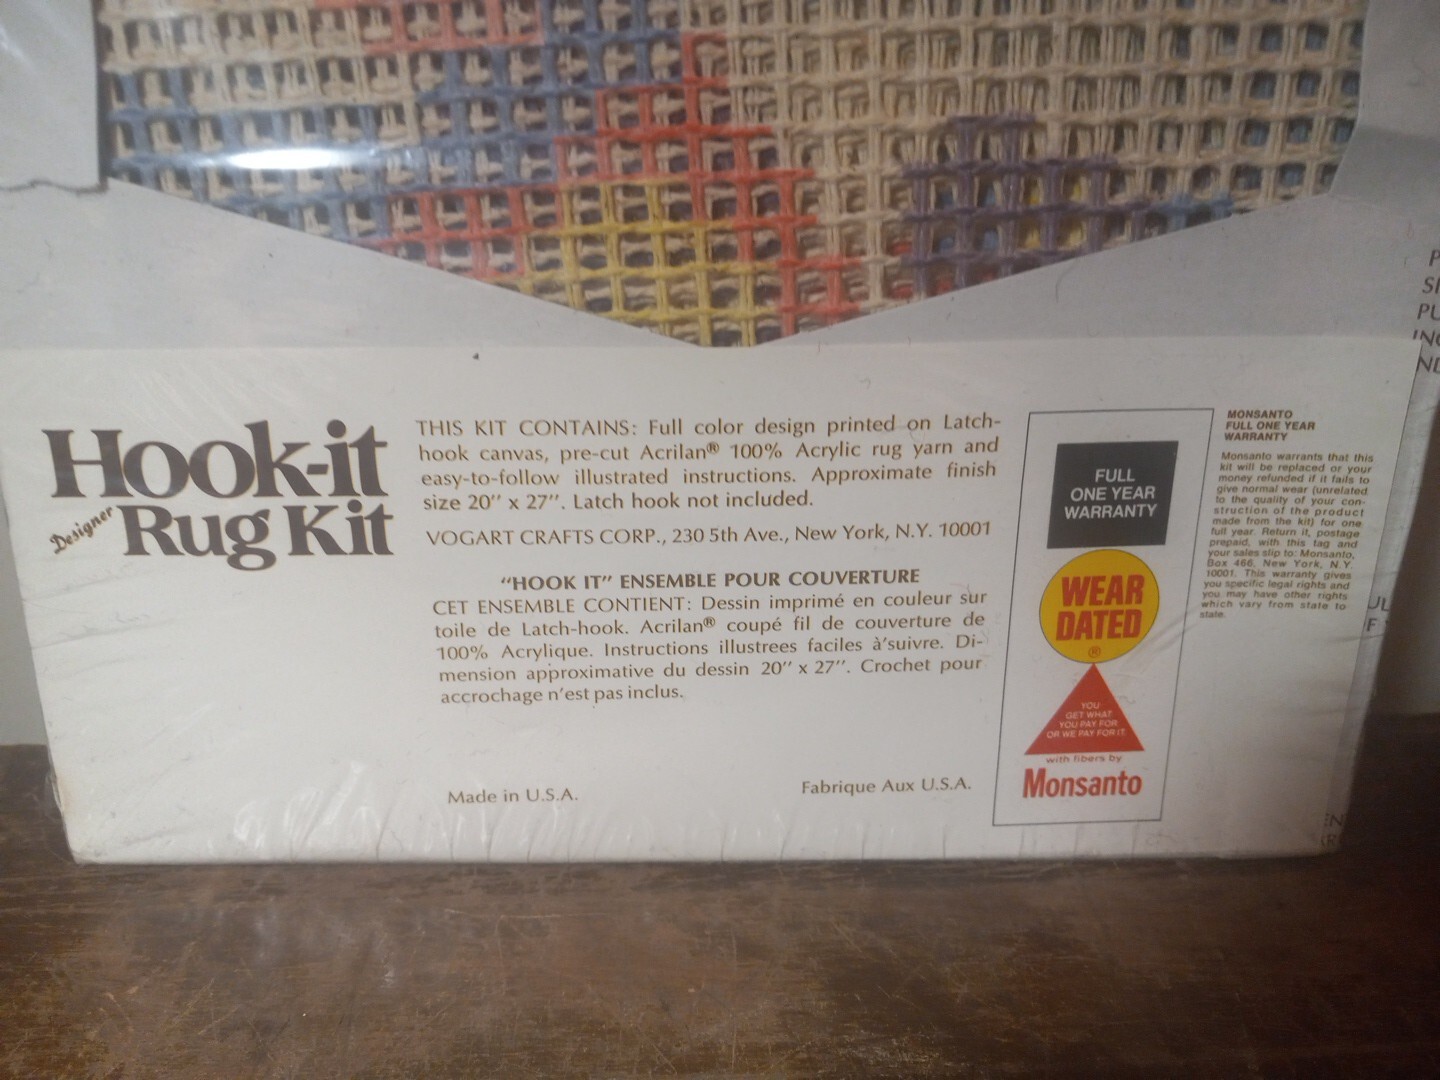 Hook-it
Designer Rug Kit
THIS KIT CONTAINS: Full color design printed on Latch-
hook canvas, pre-cut Acrilan® 100% Acrylic rug yarn and
easy-to-follow illustrated instructions. Approximate finish
size 20″ x 27″. Latch hook not included.
VOGART CRAFTS CORP., 230 5th Ave., New York, N.Y. 10001
“HOOK IT” ENSEMBLE POUR COUVERTURE
CET ENSEMBLE CONTIENT: Dessin imprimé en couleur sur
toile de Latch-hook. Acrilan® coupé fil de couverture de
100% Acrylique. Instructions illustrees faciles à’suivre. Di-
mension approximative du dessin 20″ x 27″. Crochet pour
accrochage n’est pas inclus.
Made in U.S.A.
Fabrique Aux U.S.A.
FULL
ONE YEAR
WARRANTY
WEAR
DATED
®
YOU
GET WHAT
YOU PAY FOR
OR WE PAY FOR IT
with fibers by
Monsanto
MONSANTO
FULL ONE YEAR
WARRANTY
Monsanto warrants that this
kit will be replaced or your
money refunded if it fails to
give normal wear (unrelated
to the quality of your con-
struction of the product
made from the kit) for one
full year. Return it, postage
prepaid, with this tag and
your sales slip to: Monsanto,
Box 466, New York, N.Y.
10001. This warranty gives
you specific legal rights and
you may have other rights
which vary from state to
state.